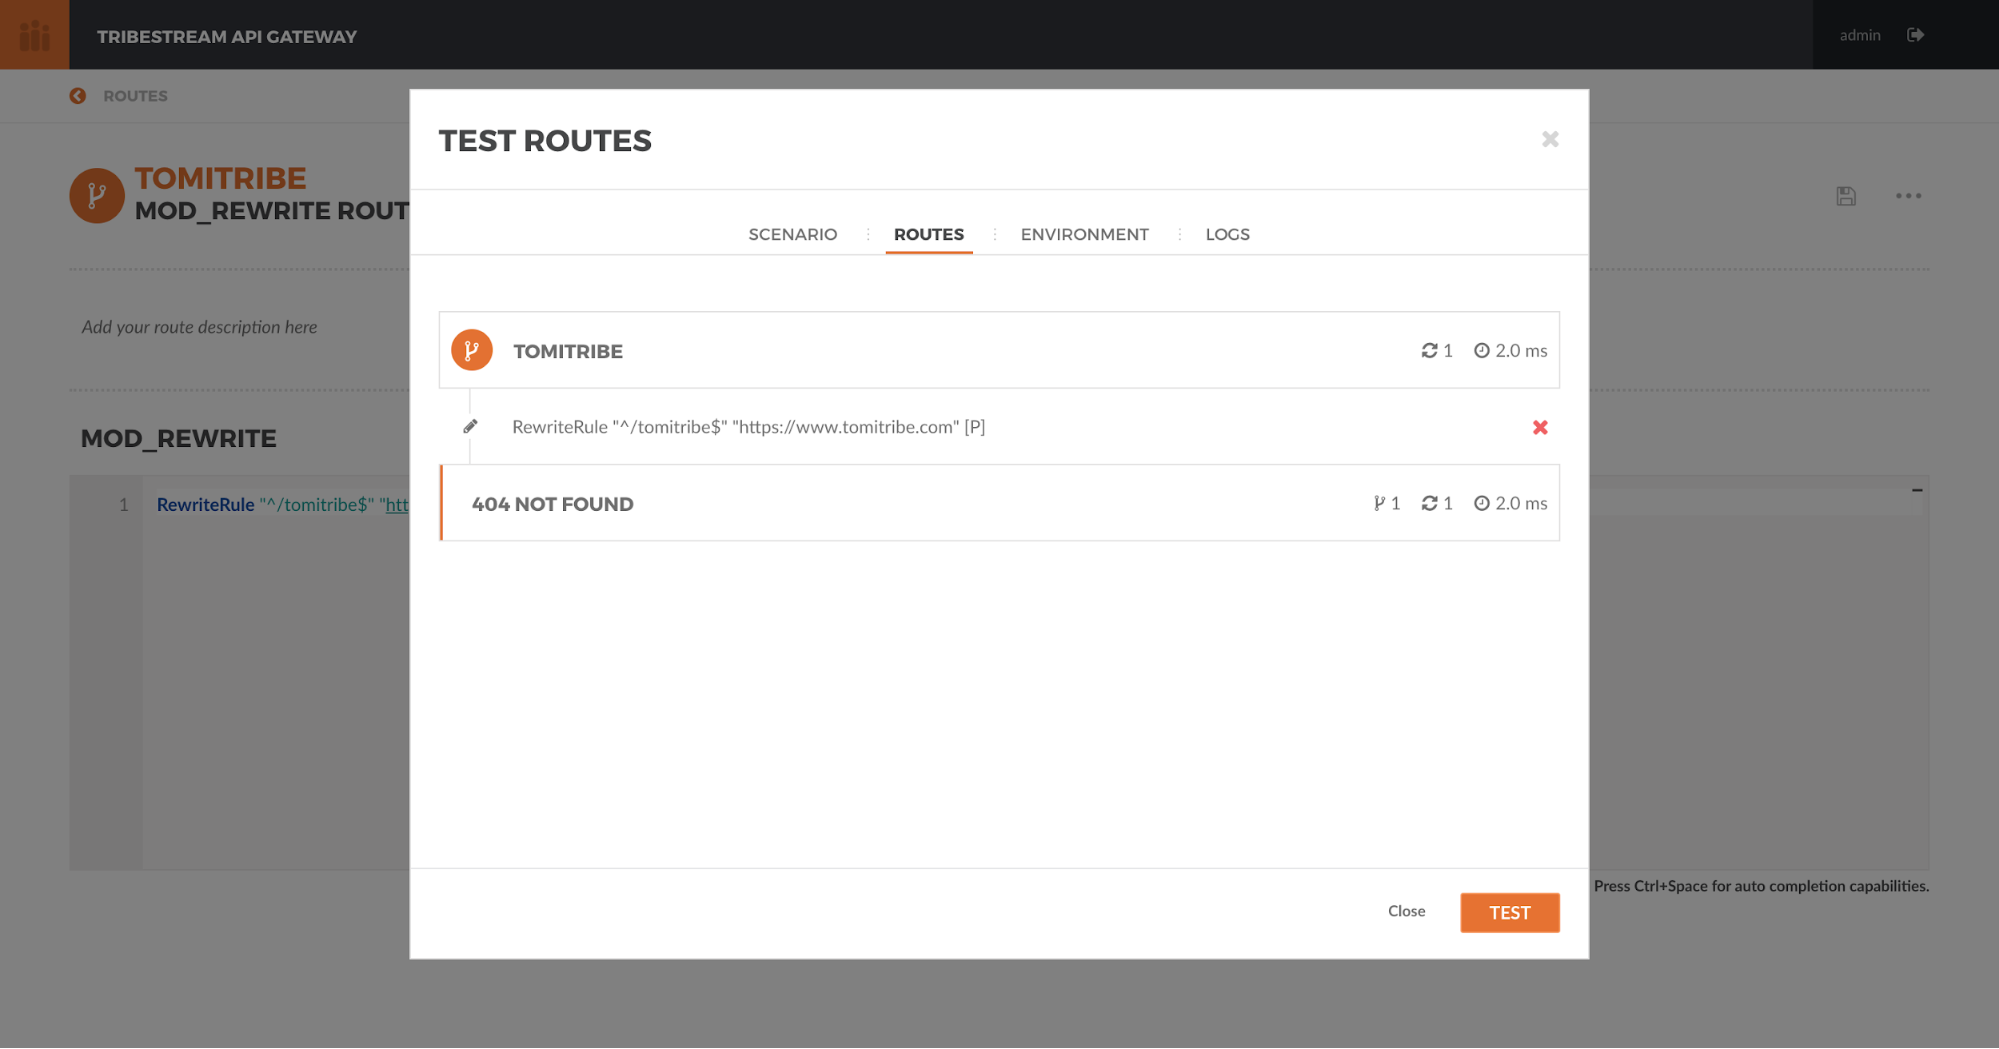 TRIBESTREAM API GATEWAY
admin
ROUTES
TOMITRIBE
MOD_REWRITE ROUT
Add your route description here
MOD_REWRITE
1 RewriteRule "^/tomitribe$" "htt
Press Ctrl+Space for auto completion capabilities.
TEST ROUTES
SCENARIO ROUTES ENVIRONMENT LOGS
TOMITRIBE 1 2.0 ms
RewriteRule "^/tomitribe$" "https://www.tomitribe.com" [P]
404 NOT FOUND 1 1 2.0 ms
Close TEST